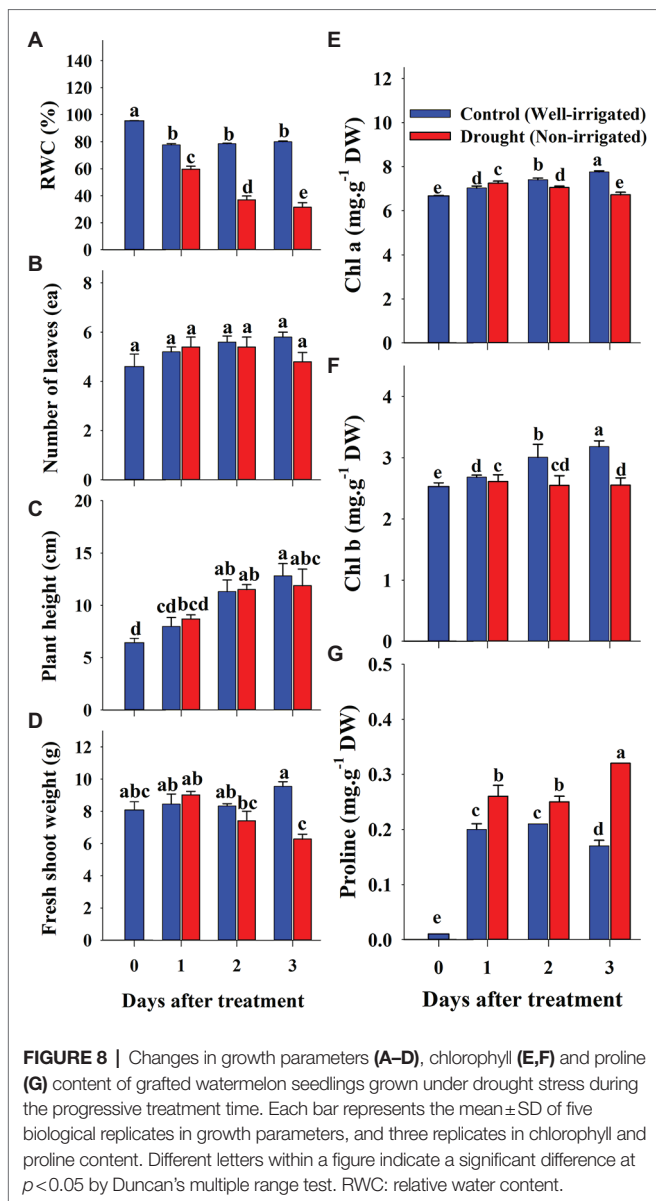 A
RWC (%)
140
120
100
80
60
40
20
0
a
b
c
b
d
b
e
B
Number of leaves (ea)
8
6
4
2
0
a
a
a
a
a
a
a
C
Plant height (cm)
20
15
10
5
0
d
cd
bcd
ab
ab
a
abc
D
Fresh shoot weight (g)
12
10
8
6
4
2
0
abc
ab
ab
ab
bc
a
c
0 1 2 3
Days after treatment
E
Chl a (mg.g-1 DW)
12
10
8
6
4
2
0
Control (Well-irrigated)
Drought (Non-irrigated)
e
d
c
b
d
a
e
F
Chl b (mg.g-1 DW)
4
3
2
1
0
e
d
c
b
cd
a
d
G
Proline (mg.g-1 DW)
0.5
0.4
0.3
0.2
0.1
0.0
e
c
b
c
b
d
a
0 1 2 3
Days after treatment
FIGURE 8 | Changes in growth parameters (A–D), chlorophyll (E,F) and proline
(G) content of grafted watermelon seedlings grown under drought stress during
the progressive treatment time. Each bar represents the mean±SD of five
biological replicates in growth parameters, and three replicates in chlorophyll and
proline content. Different letters within a figure indicate a significant difference at
p<0.05 by Duncan's multiple range test. RWC: relative water content.